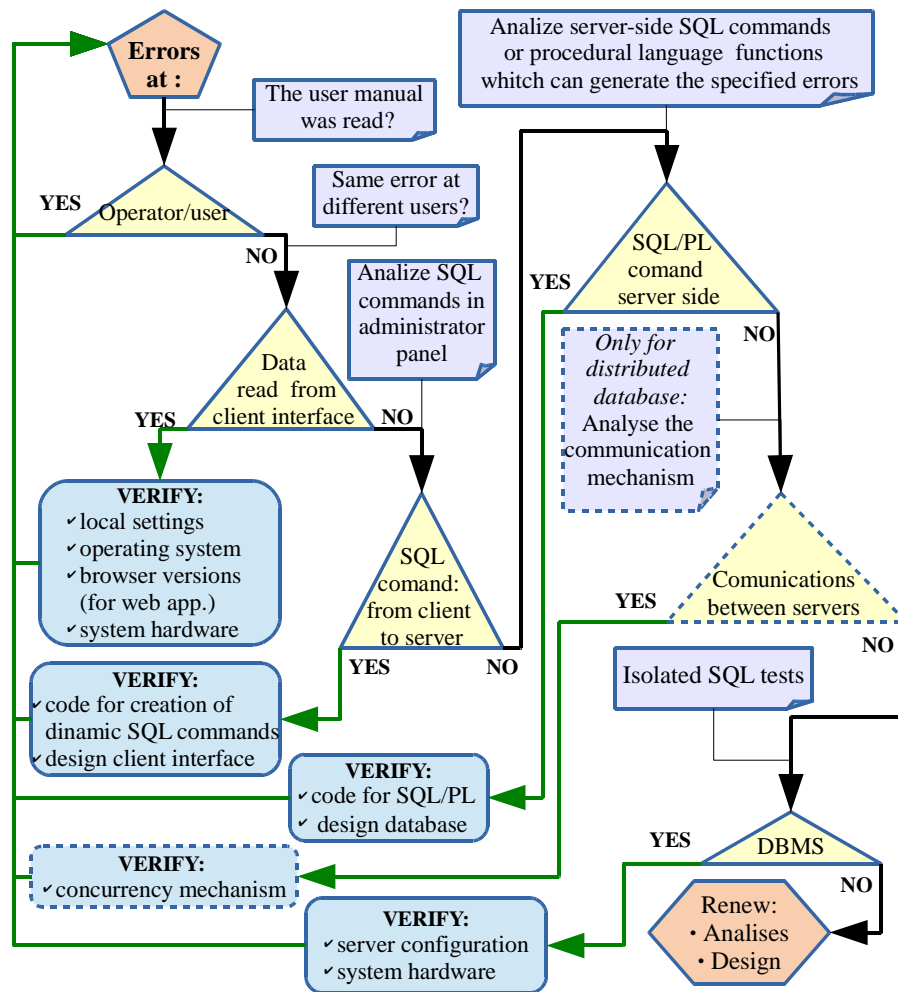 Errors
at :
The user manual
was read?
Analize server-side SQL commands
or procedural language functions
whitch can generate the specified errors
YES
Operator/user
NO
Same error at
different users?
Analize SQL
commands in
administrator
panel
SQL/PL
comand
server side
YES
NO
Data
read from
client interface
YES
NO
Only for
distributed
database:
Analyse the
communication
mechanism
VERIFY:
✓ local settings
✓ operating system
✓ browser versions
(for web app.)
✓ system hardware
SQL
comand:
from client
to server
YES
NO
Comunications
between servers
YES
NO
VERIFY:
✓ code for creation of
dinamic SQL commands
✓ design client interface
Isolated SQL tests
VERIFY:
✓ code for SQL/PL
✓ design database
DBMS
YES
NO
VERIFY:
✓ concurrency mechanism
VERIFY:
✓ server configuration
✓ system hardware
Renew:
· Analises
· Design